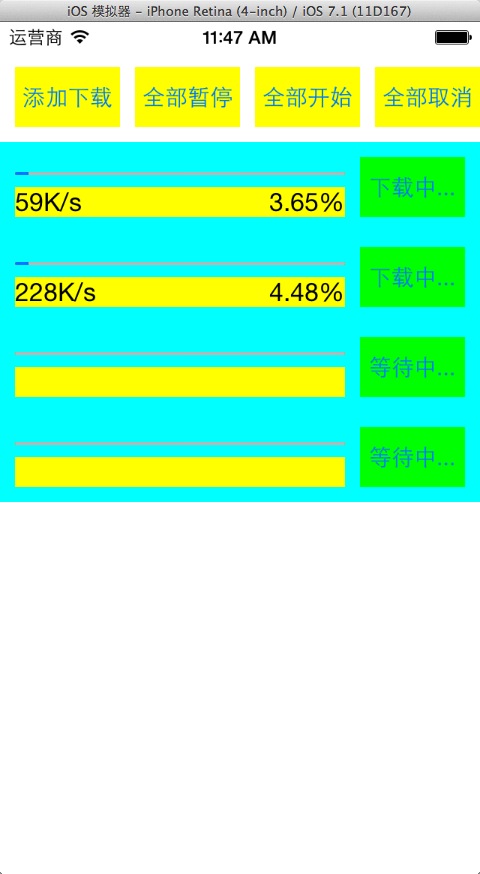 iOS 模拟器 - iPhone Retina (4-inch) / iOS 7.1 (11D167)
运营商 11:47 AM
添加下载 全部暂停 全部开始 全部取消
下载中...
59K/s 3.65%
下载中...
228K/s 4.48%
等待中...
等待中...